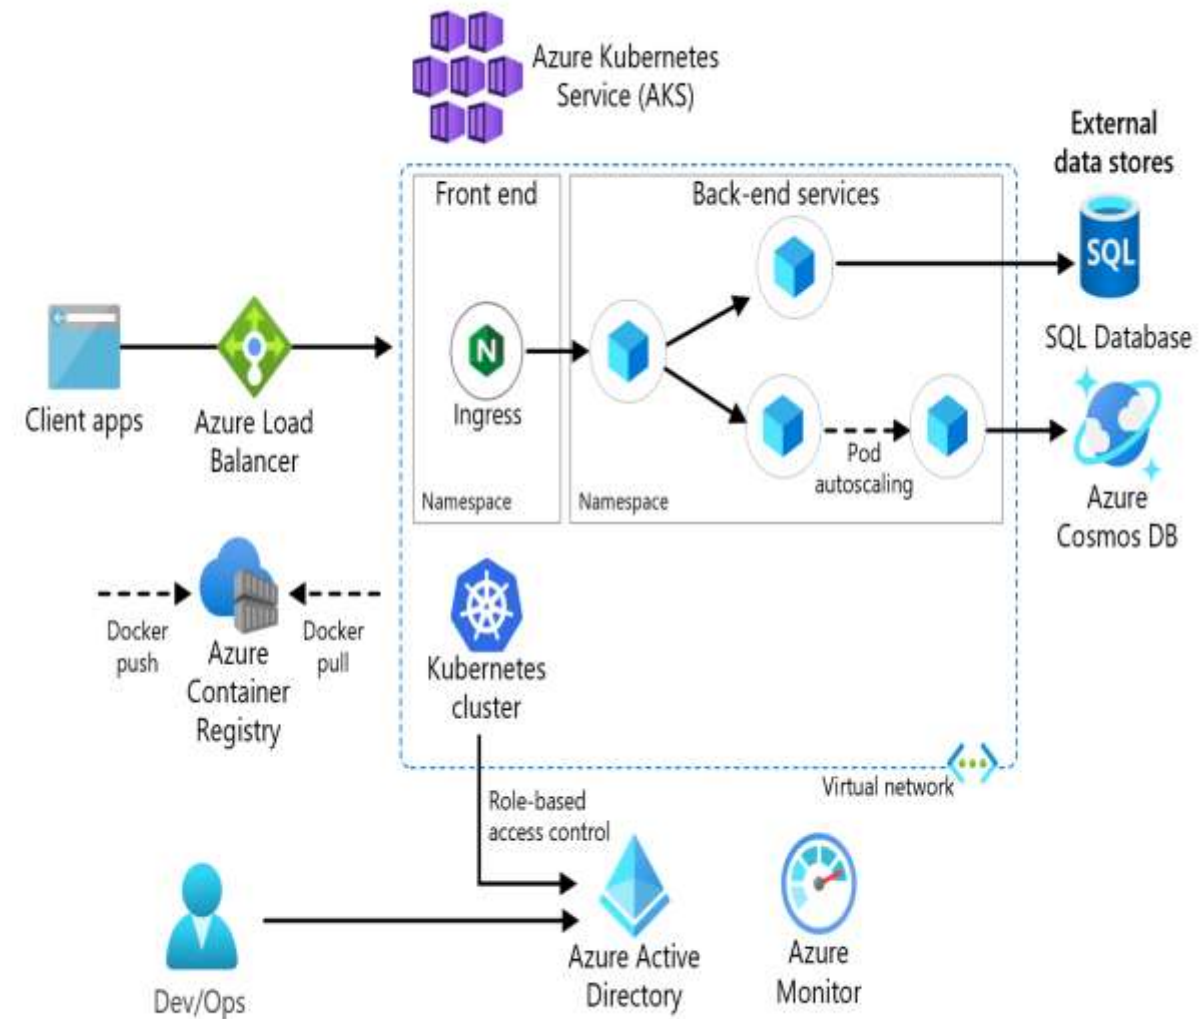 Azure Kubernetes
Service (AKS)
External
data stores
Front end
Back-end services
SQL
SQL Database
Client apps
Azure Load
Balancer
N
Ingress
Pod
autoscaling
Namespace
Namespace
Azure
Cosmos DB
Docker
push
Azure
Container
Registry
Docker
pull
Kubernetes
cluster
Virtual network
Role-based
access control
Dev/Ops
Azure Active
Directory
Azure
Monitor